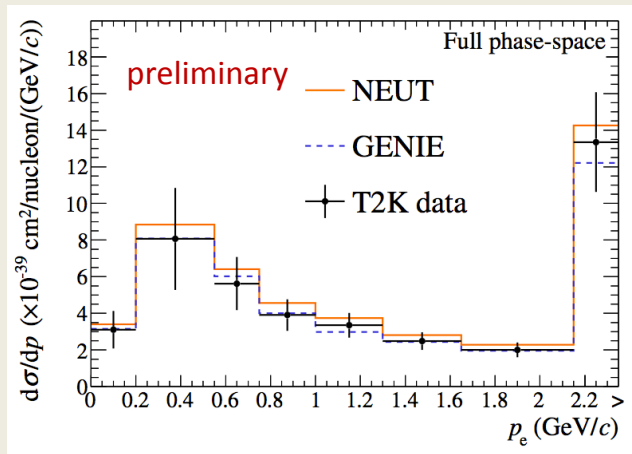 Full phase-space
preliminary
NEUT
GENIE
T2K data
dσ/dp (×10⁻³⁹ cm²/nucleon/(GeV/c))
18
16
14
12
10
8
6
4
2
0
0 0.2 0.4 0.6 0.8 1 1.2 1.4 1.6 1.8 2 2.2 >
pₑ (GeV/c)